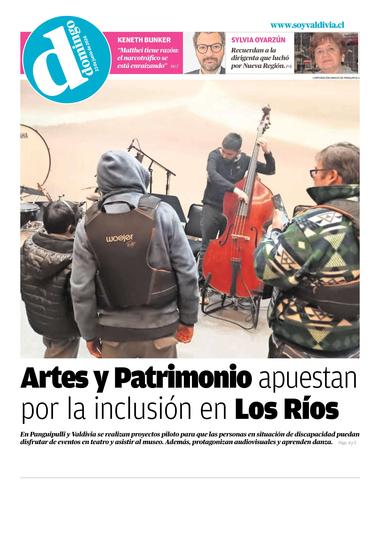 www.soyvaldivia.cl
d
domingo
KENETH BUNKER
"Matthei tiene razón:
el narcotráfico se
está enraizando"
SYLVIA OYARZÚN
Recuerdan a la
dirigenta que luchó
por Nueva Región.
woojer
Artes y Patrimonio apuestan
por la inclusión en Los Ríos
En Panguipulli y Valdivia se realizan proyectos piloto para que las personas en situación de discapacidad puedan
disfrutar de eventos en teatro y asistir al museo. Además, protagonizan audiovisuales y aprenden danza.